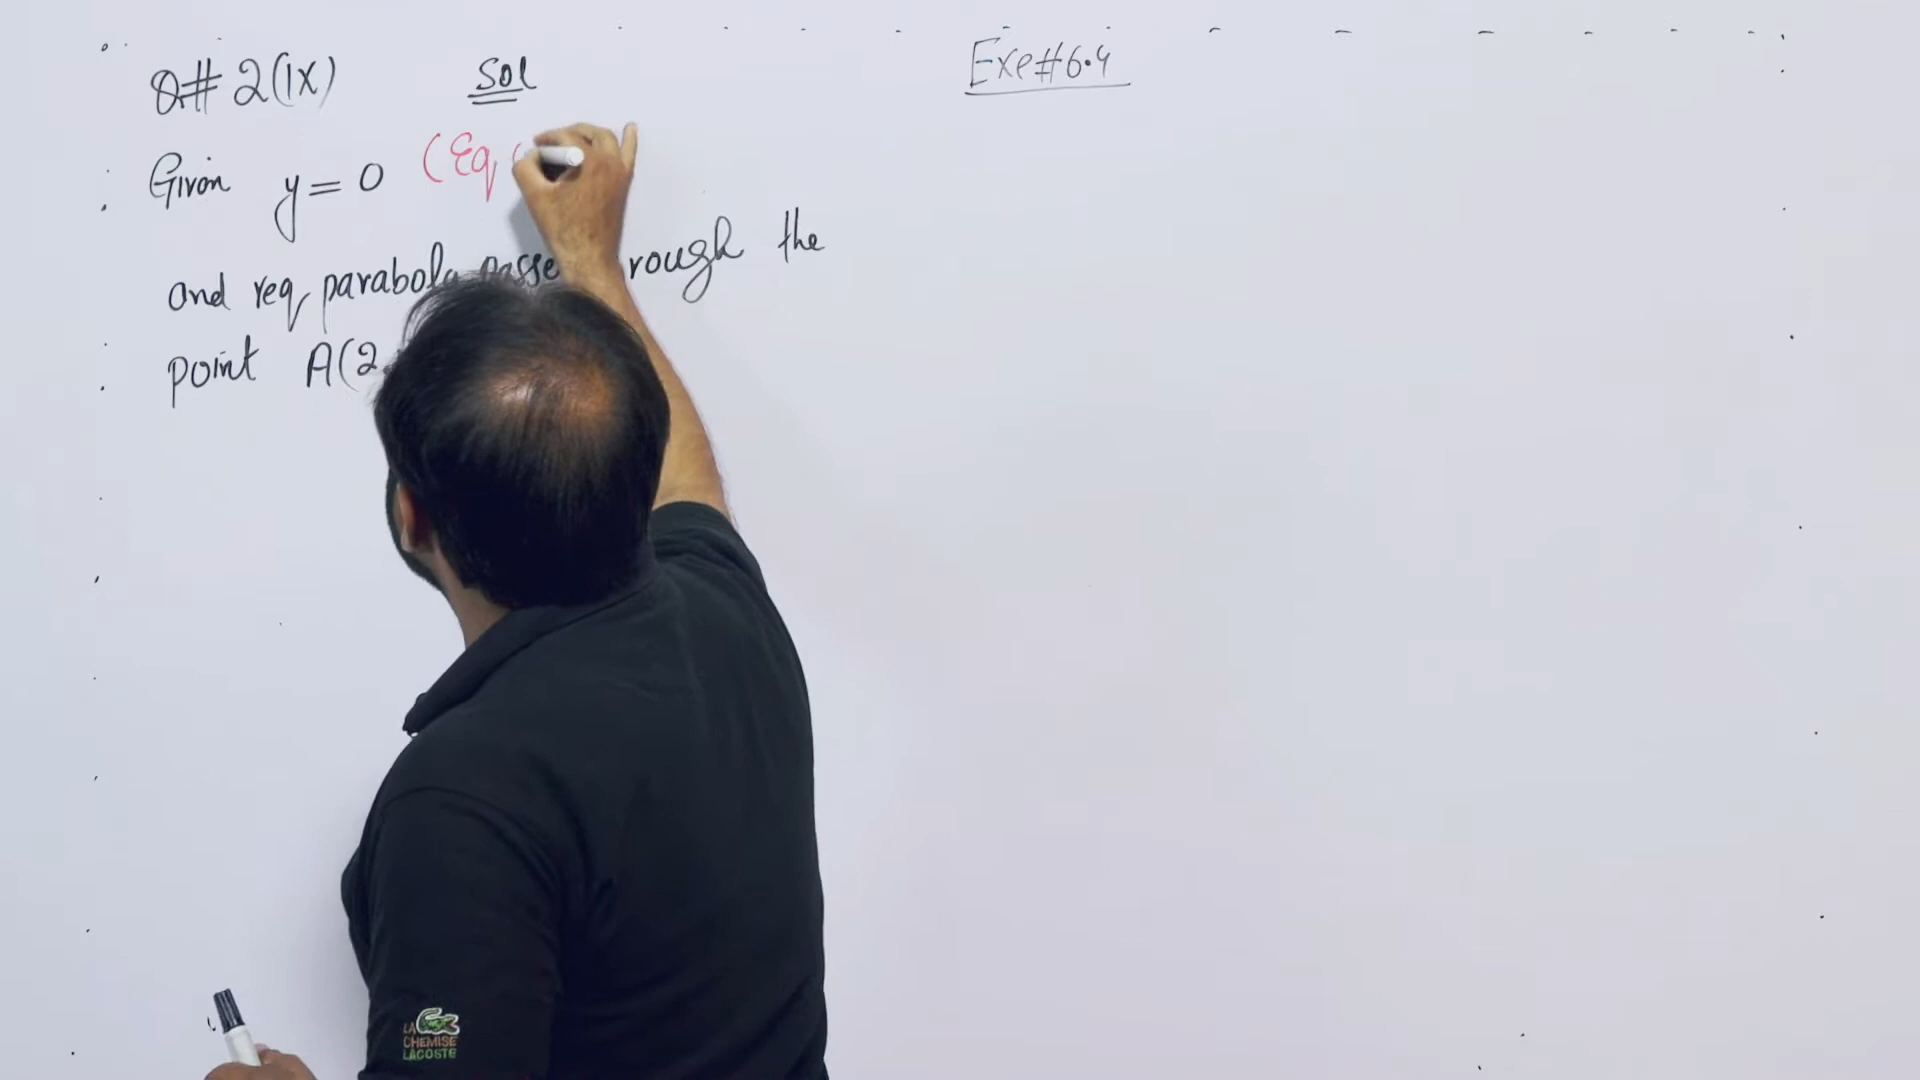 Q# 2(ix) Sol
Exe#6.4
Given y = 0 (Eq
and req parabola passe rough the
point A(2,
LA
CHEMISE
LACOSTE